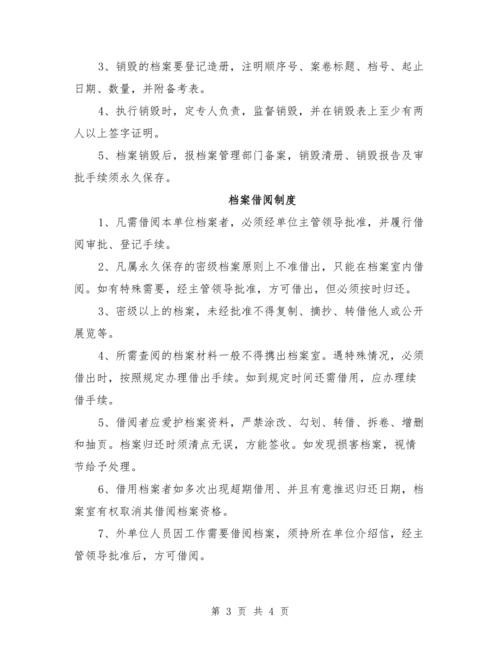 3、销毁的档案要登记造册，注明顺序号、案卷标题、档号、起止
日期、数量，并附备考表。
4、执行销毁时，定专人负责，监督销毁，并在销毁表上至少有两
人以上签字证明。
5、档案销毁后，报档案管理部门备案，销毁清册、销毁报告及审
批手续须永久保存。
档案借阅制度
1、凡需借阅本单位档案者，必须经单位主管领导批准，并履行借
阅审批、登记手续。
2、凡属永久保存的密级档案原则上不准借出，只能在档案室内借
阅。如有特殊需要，经主管领导批准，方可借出，但必须按时归还。
3、密级以上的档案，未经批准不得复制、摘抄、转借他人或公开
展览等。
4、所需查阅的档案材料一般不得携出档案室。遇特殊情况，必须
借出时，按照规定办理借出手续。如到规定时间还需借用，应办理续
借手续。
5、借阅者应爱护档案资料，严禁涂改、勾划、转借、拆卷、增删
和抽页。档案归还时须清点无误，方能签收。如发现损害档案，视情
节给予处理。
6、借用档案者如多次出现超期借用、并且有意推迟归还日期，档
案室有权取消其借阅档案资格。
7、外单位人员因工作需要借阅档案，须持所在单位介绍信，经主
管领导批准后，方可借阅。
第 3 页 共 4 页